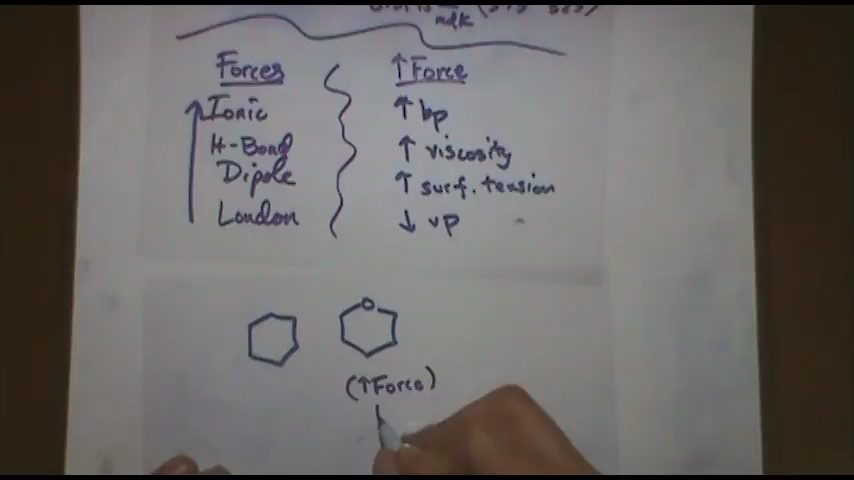 Forces
Ionic
H-Bond
Dipole
London
↑ Force
↑ bp
↑ viscosity
↑ surf. tension
↓ vp
O
(↑Force)